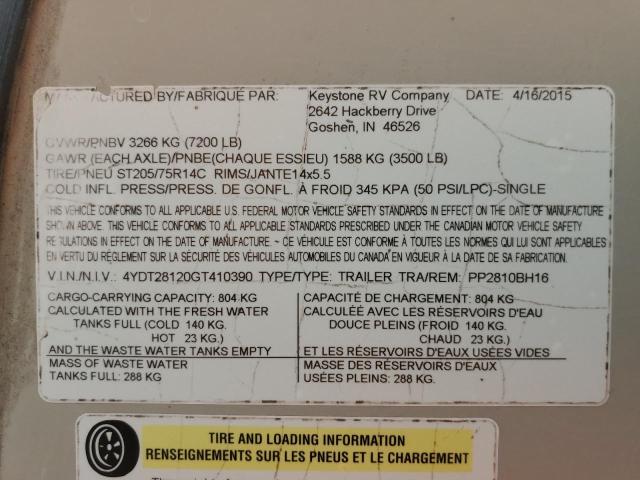 MANUFACTURED BY/FABRIQUÉ PAR: Keystone RV Company DATE: 4/16/2015
2642 Hackberry Drive
Goshen, IN 46526
GVWR/PNBV 3266 KG (7200 LB)
GAWR (EACH AXLE)/PNBE(CHAQUE ESSIEU) 1588 KG (3500 LB)
TIRE/PNEU ST205/75R14C RIMS/JANTE14x5.5
COLD INFL. PRESS/PRESS. DE GONFL. À FROID 345 KPA (50 PSI/LPC)-SINGLE
THIS VEHICLE CONFORMS TO ALL APPLICABLE U.S. FEDERAL MOTOR VEHICLE SAFETY STANDARDS IN EFFECT ON THE DATE OF MANUFACTURE
SHOWN ABOVE. THIS VEHICLE CONFORMS TO ALL APPLICABLE STANDARDS PRESCRIBED UNDER THE CANADIAN MOTOR VEHICLE SAFETY
REGULATIONS IN EFFECT ON THE DATE OF MANUFACTURE. ~ CE VÉHICULE EST CONFORME À TOUTES LES NORMES QUI LUI SONT APPLICABLES
EN VERTU DU RÈGLEMENT SUR LA SÉCURITÉ DES VÉHICULES AUTOMOBILES DU CANADA EN VIGUEUR À LA DATE DE SA FABRICATION.
V.I.N./N.I.V.: 4YDT28120GT410390 TYPE/TYPE: TRAILER TRA/REM: PP2810BH16
CARGO-CARRYING CAPACITY: 804 KG
CALCULATED WITH THE FRESH WATER
TANKS FULL (COLD 140 KG.
HOT 23 KG.)
AND THE WASTE WATER TANKS EMPTY
MASS OF WASTE WATER
TANKS FULL: 288 KG
CAPACITÉ DE CHARGEMENT: 804 KG
CALCULÉE AVEC LES RÉSERVOIRS D'EAU
DOUCE PLEINS (FROID 140 KG.
CHAUD 23 KG.)
ET LES RÉSERVOIRS D'EAUX USÉES VIDES
MASSE DES RÉSERVOIRS D'EAUX
USÉES PLEINS: 288 KG.
TIRE AND LOADING INFORMATION
RENSEIGNEMENTS SUR LES PNEUS ET LE CHARGEMENT